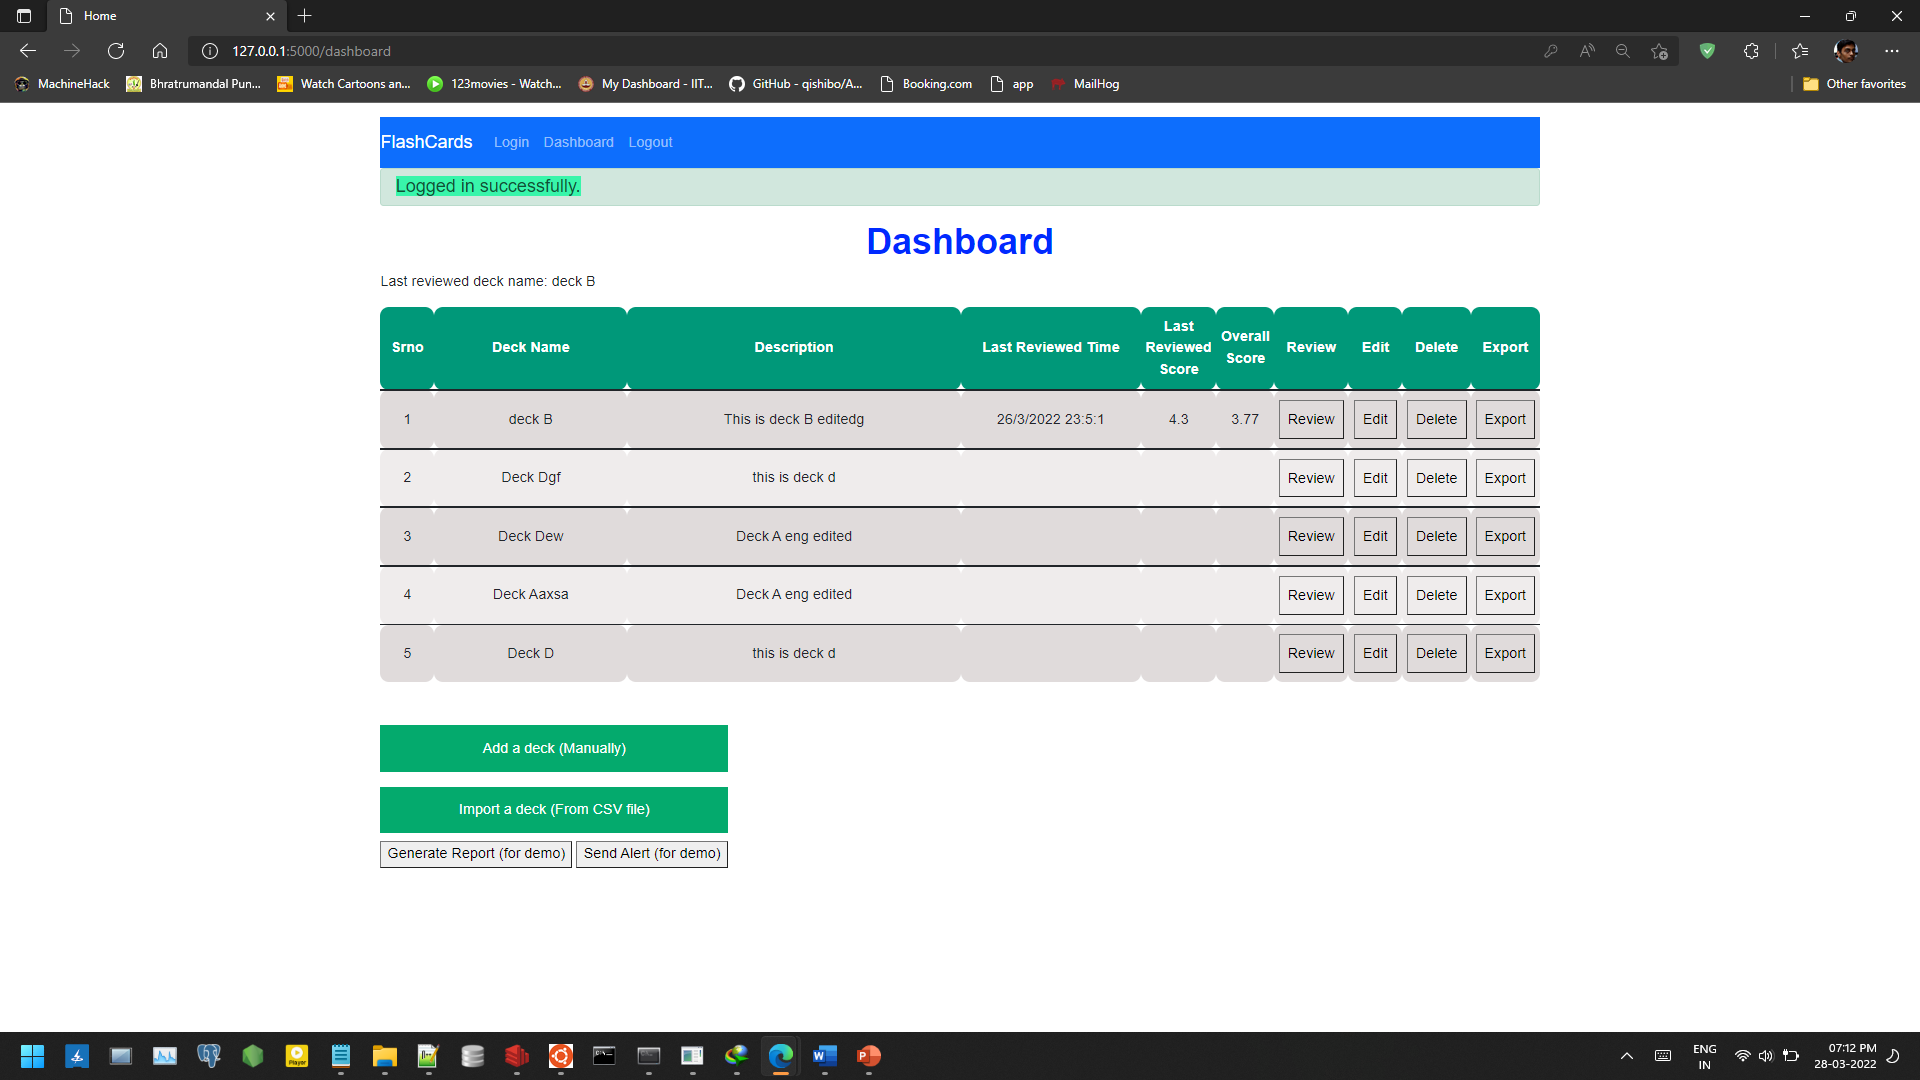 Home
127.0.0.1:5000/dashboard
MachineHack
Bhratrumandal Pun...
Watch Cartoons an...
123movies - Watch...
My Dashboard - IIT...
GitHub - qishibo/A...
Booking.com
app
MailHog
Other favorites
FlashCards Login Dashboard Logout
Logged in successfully.
Dashboard
Last reviewed deck name: deck B
Srno Deck Name Description Last Reviewed Time Last Reviewed Score Overall Score Review Edit Delete Export
1 deck B This is deck B editedg 26/3/2022 23:5:1 4.3 3.77 Review Edit Delete Export
2 Deck Dgf this is deck d Review Edit Delete Export
3 Deck Dew Deck A eng edited Review Edit Delete Export
4 Deck Aaxsa Deck A eng edited Review Edit Delete Export
5 Deck D this is deck d Review Edit Delete Export
Add a deck (Manually)
Import a deck (From CSV file)
Generate Report (for demo) Send Alert (for demo)
ENG
IN
07:12 PM
28-03-2022